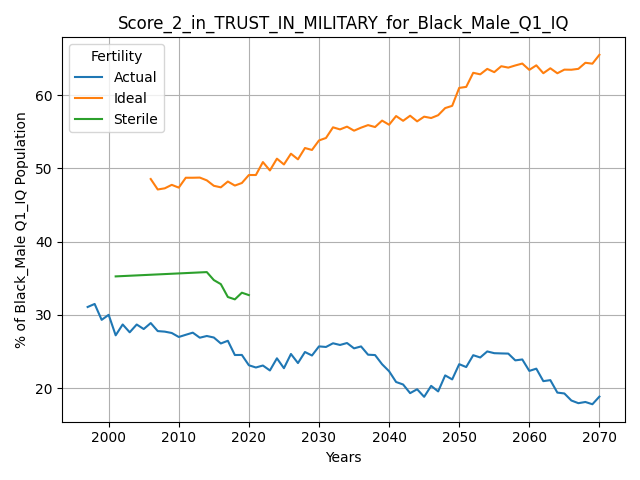 Score_2_in_TRUST_IN_MILITARY_for_Black_Male_Q1_IQ
Fertility
Actual
Ideal
Sterile
% of Black_Male Q1_IQ Population
60
50
40
30
20
2000 2010 2020 2030 2040 2050 2060 2070
Years